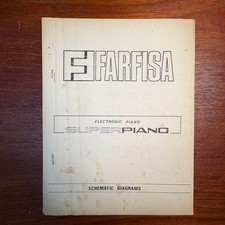 FARFISA
ELECTRONIC PIANO
SUPERPIANO
SCHEMATIC DIAGRAMS